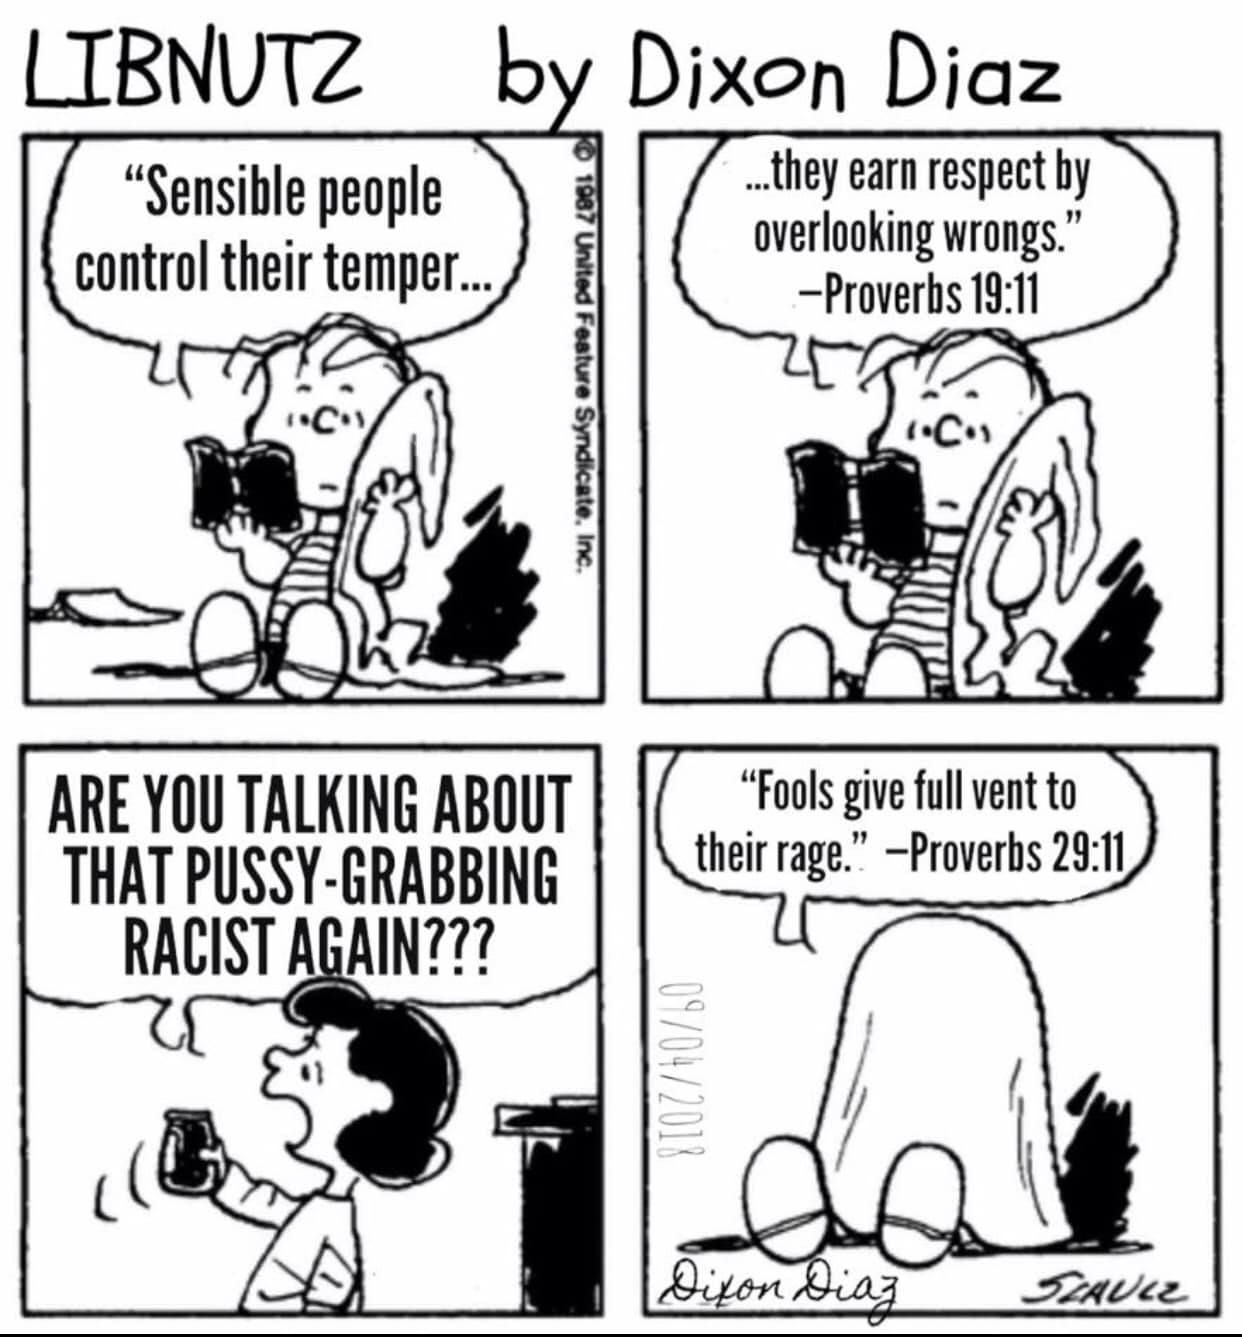 LIBNUTZ by Dixon Diaz
“Sensible people
control their temper...
© 1987 United Feature Syndicate, Inc.
...they earn respect by
overlooking wrongs.”
–Proverbs 19:11
ARE YOU TALKING ABOUT
THAT PUSSY-GRABBING
RACIST AGAIN???
“Fools give full vent to
their rage.” –Proverbs 29:11
09/04/2018
Dixon Diaz
SCHULZ